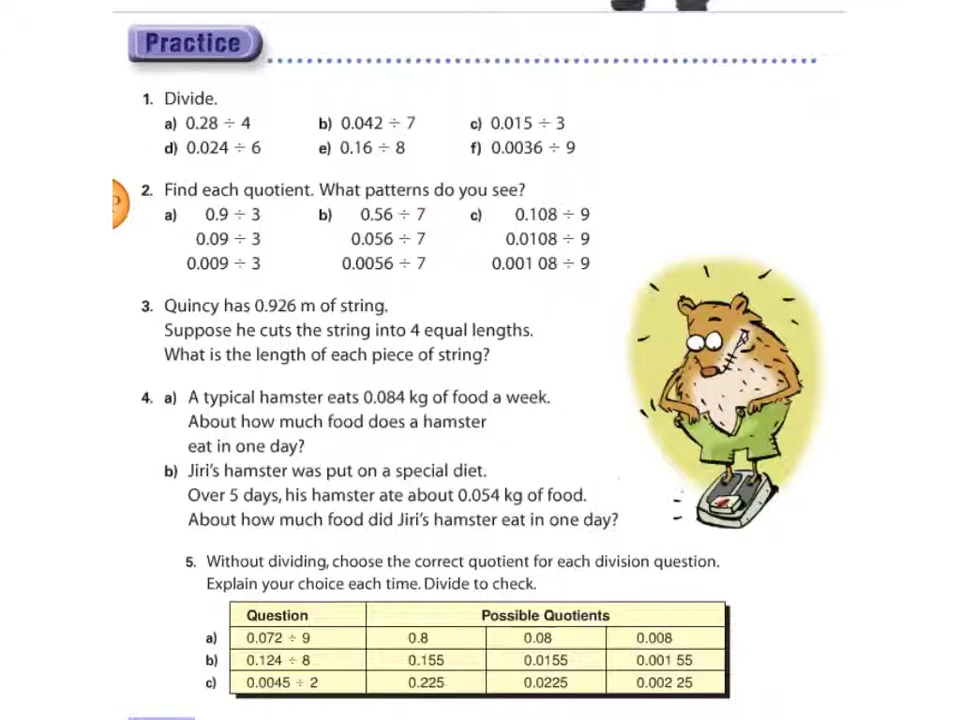 Practice
1. Divide.
a) 0.28 ÷ 4 b) 0.042 ÷ 7 c) 0.015 ÷ 3
d) 0.024 ÷ 6 e) 0.16 ÷ 8 f) 0.0036 ÷ 9
2. Find each quotient. What patterns do you see?
a) 0.9 ÷ 3 b) 0.56 ÷ 7 c) 0.108 ÷ 9
0.09 ÷ 3 0.056 ÷ 7 0.0108 ÷ 9
0.009 ÷ 3 0.0056 ÷ 7 0.001 08 ÷ 9
3. Quincy has 0.926 m of string.
Suppose he cuts the string into 4 equal lengths.
What is the length of each piece of string?
4. a) A typical hamster eats 0.084 kg of food a week.
About how much food does a hamster
eat in one day?
b) Jiri's hamster was put on a special diet.
Over 5 days, his hamster ate about 0.054 kg of food.
About how much food did Jiri's hamster eat in one day?
5. Without dividing, choose the correct quotient for each division question.
Explain your choice each time. Divide to check.
Question Possible Quotients
a) 0.072 ÷ 9 0.8 0.08 0.008
b) 0.124 ÷ 8 0.155 0.0155 0.001 55
c) 0.0045 ÷ 2 0.225 0.0225 0.002 25